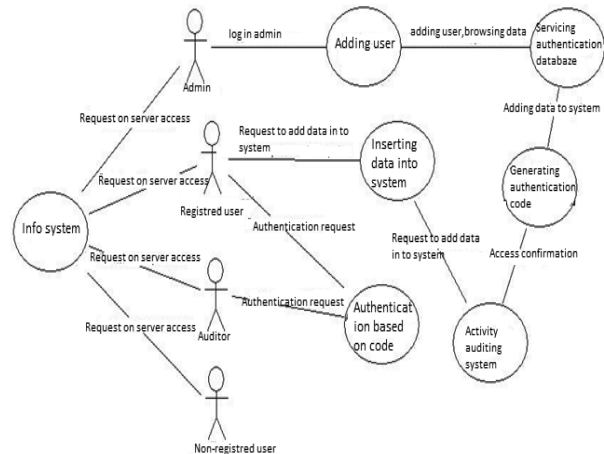 log in admin
Adding user
adding user,browsing data
Servicing
authentication
databaze
Admin
Request on server access
Adding data to system
Request to add data in to
system
Inserting
data into
system
Generating
authentication
code
Request on server access
Registred user
Info system
Authentication request
Request to add data
in to system
Access confirmation
Request on server access
Authentication request
Auditor
Authenticat
ion based
on code
Activity
auditing
system
Request on server access
Non-registred user